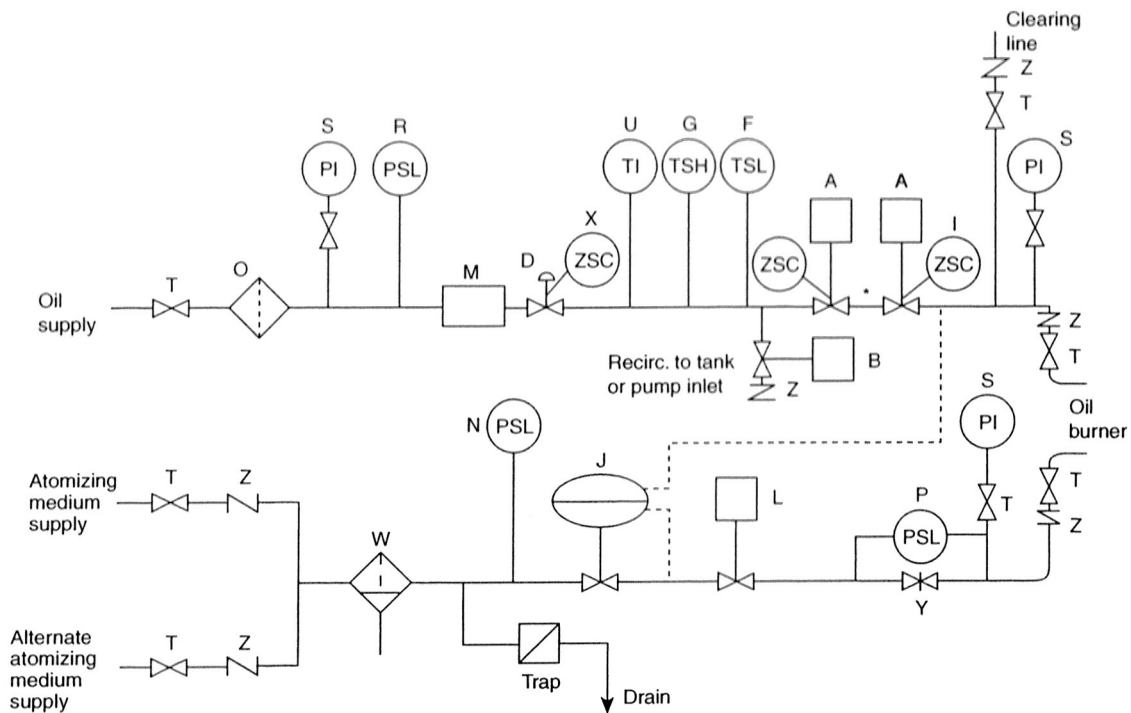 Clearing
line
Z
T
S
R
U
G
F
S
PI
PSL
TI
TSH
TSL
A
A
PI
X
I
D
ZSC
ZSC
ZSC
O
M
T
*
Oil
supply
Z
T
Recirc. to tank
or pump inlet
B
Z
S
N
PSL
PI
Oil
burner
J
Atomizing
medium
supply
T
Z
L
T
T
P
Z
W
PSL
Y
Alternate
atomizing
medium
supply
T
Z
Trap
Drain